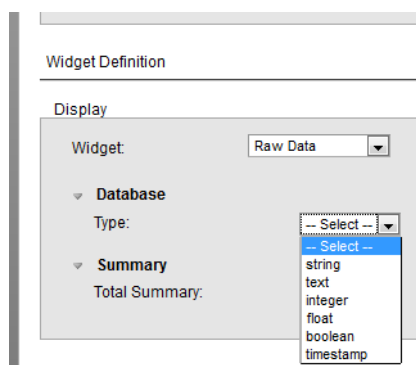 Widget Definition
Display
Widget: Raw Data
Database
Type: -- Select --
-- Select --
string
Summary
text
Total Summary:
integer
float
boolean
timestamp